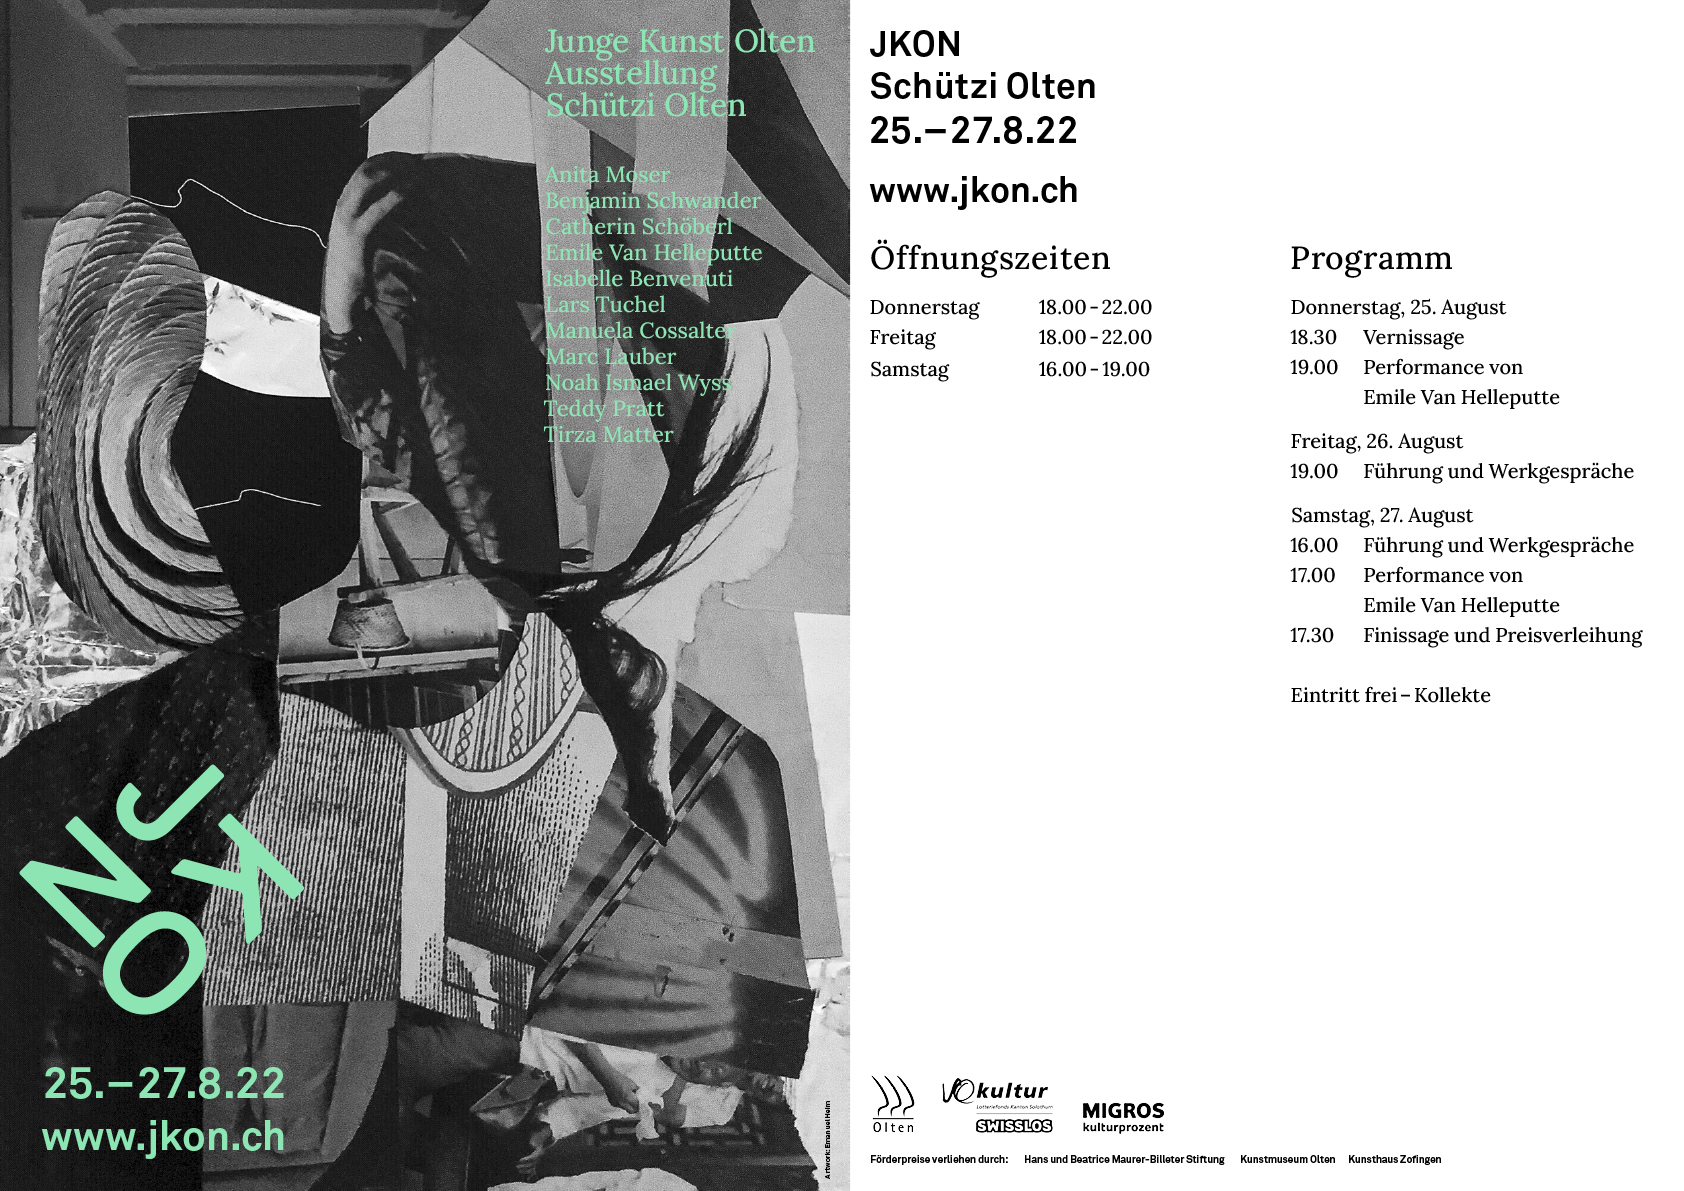 Junge Kunst Olten
Ausstellung
Schützi Olten
Anita Moser
Benjamin Schwander
Catherin Schöberl
Emile Van Helleputte
Isabelle Benvenuti
Lars Tuchel
Manuela Cossalter
Marc Lauber
Noah Ismael Wyss
Teddy Pratt
Tirza Matter
JKON
25.–27.8.22
www.jkon.ch
Artwork: Emanuel Heim
JKON
Schützi Olten
25.–27.8.22
www.jkon.ch
Öffnungszeiten
Donnerstag 18.00–22.00
Freitag 18.00–22.00
Samstag 16.00–19.00
Programm
Donnerstag, 25. August
18.30 Vernissage
19.00 Performance von
Emile Van Helleputte
Freitag, 26. August
19.00 Führung und Werkgespräche
Samstag, 27. August
16.00 Führung und Werkgespräche
17.00 Performance von
Emile Van Helleputte
17.30 Finissage und Preisverleihung
Eintritt frei – Kollekte
Olten
kultur
Lotteriefonds Kanton Solothurn
SWISSLOS
MIGROS
kulturprozent
Förderpreise verliehen durch: Hans und Beatrice Maurer-Billeter Stiftung Kunstmuseum Olten Kunsthaus Zofingen